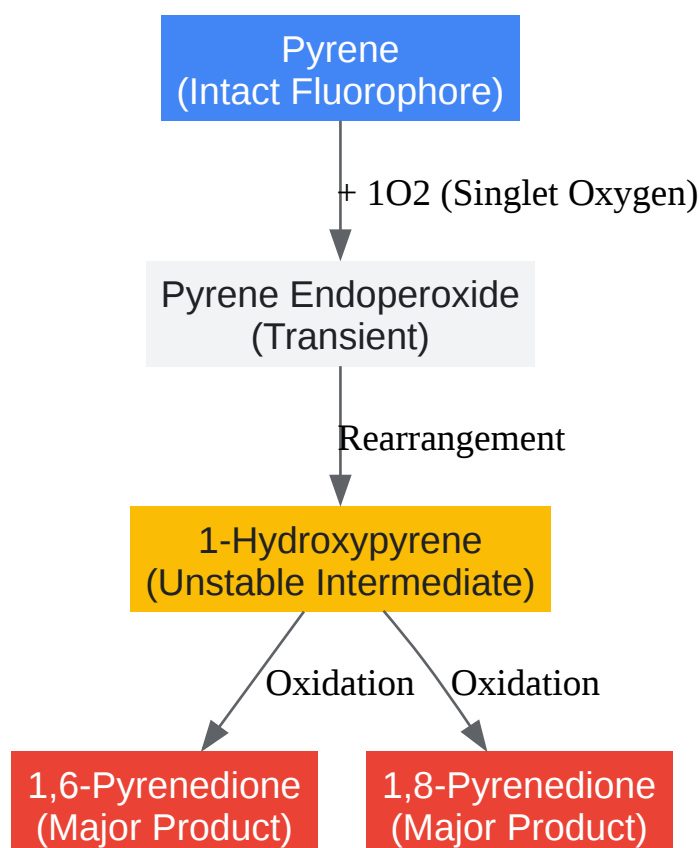 Pyrene
(Intact Fluorophore)
+ 1O2 (Singlet Oxygen)
Pyrene Endoperoxide
(Transient)
Rearrangement
1-Hydroxypyrene
(Unstable Intermediate)
Oxidation
Oxidation
1,6-Pyrenedione
(Major Product)
1,8-Pyrenedione
(Major Product)